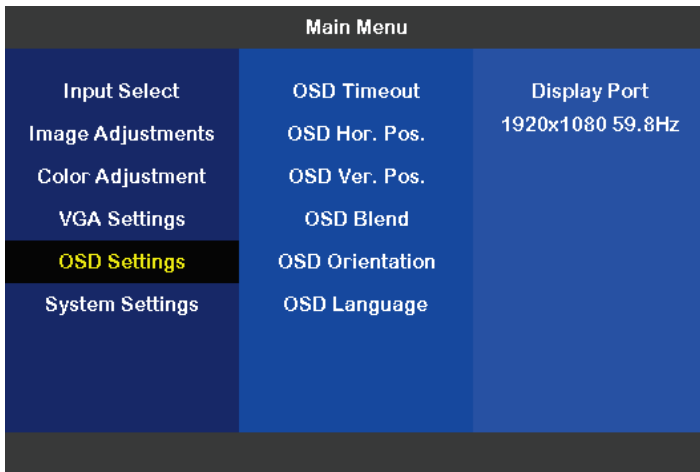 Main Menu
Input Select
Image Adjustments
Color Adjustment
VGA Settings
OSD Settings
System Settings
OSD Timeout
OSD Hor. Pos.
OSD Ver. Pos.
OSD Blend
OSD Orientation
OSD Language
Display Port
1920x1080 59.8Hz